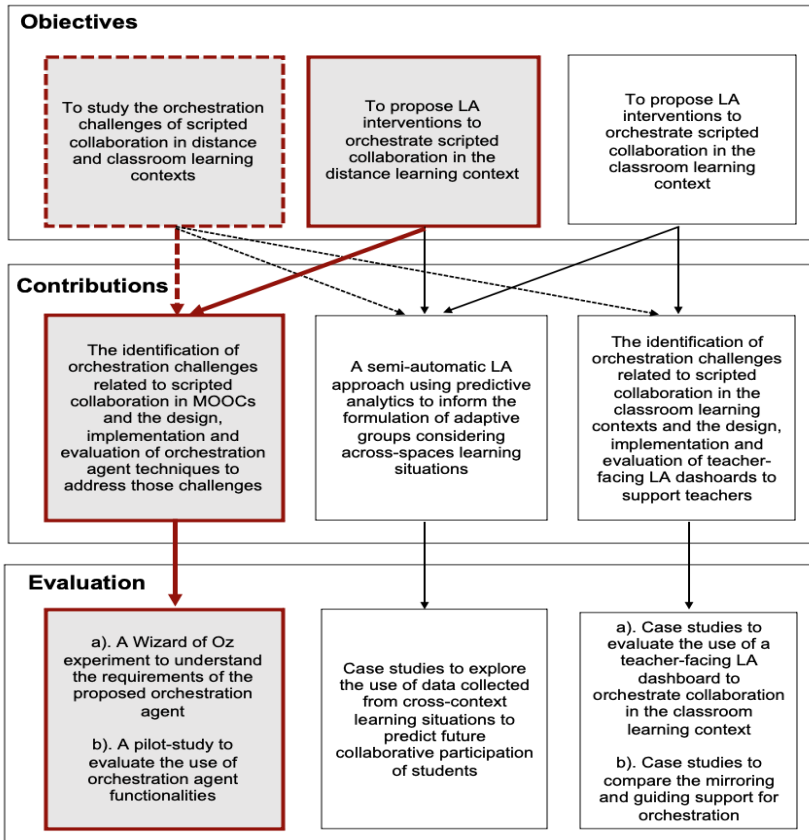 Objectives
To study the orchestration
challenges of scripted
collaboration in distance
and classroom learning
contexts
To propose LA
interventions to
orchestrate scripted
collaboration in the
distance learning context
To propose LA
interventions to
orchestrate scripted
collaboration in the
classroom learning
context
Contributions
The identification of
orchestration challenges
related to scripted
collaboration in MOOCs
and the design,
implementation and
evaluation of orchestration
agent techniques to
address those challenges
A semi-automatic LA
approach using predictive
analytics to inform the
formulation of adaptive
groups considering
across-spaces learning
situations
The identification of
orchestration challenges
related to scripted
collaboration in the
classroom learning
contexts and the design,
implementation and
evaluation of teacher-
facing LA dashoards to
support teachers
Evaluation
a). A Wizard of Oz
experiment to understand
the requirements of the
proposed orchestration
agent
b). A pilot-study to
evaluate the use of
orchestration agent
functionalities
Case studies to explore
the use of data collected
from cross-context
learning situations to
predict future
collaborative participation
of students
a). Case studies to
evaluate the use of a
teacher-facing LA
dashboard to
orchestrate collaboration
in the classroom
learning context
b). Case studies to
compare the mirroring
and guiding support for
orchestration